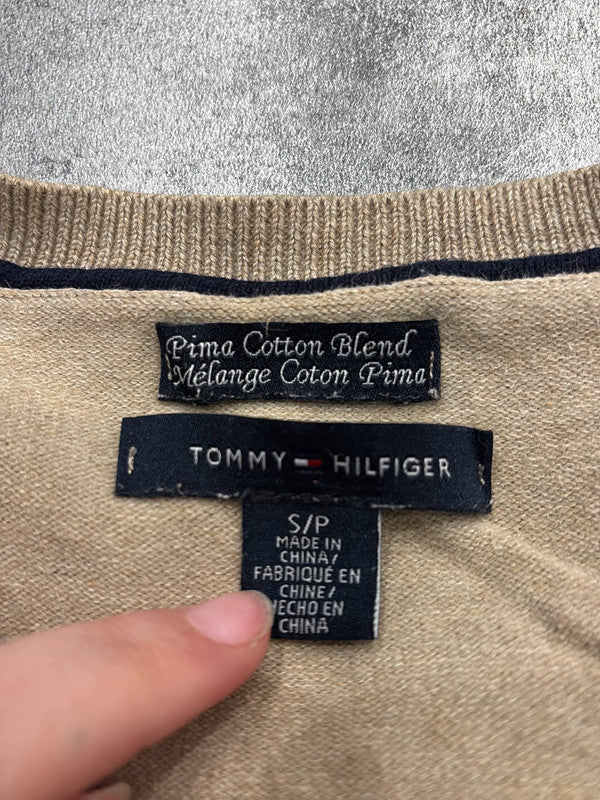 Pima Cotton Blend
Mélange Coton Pima
TOMMY HILFIGER
S/P
MADE IN
CHINA/
FABRIQUÉ EN
CHINE/
HECHO EN
CHINA